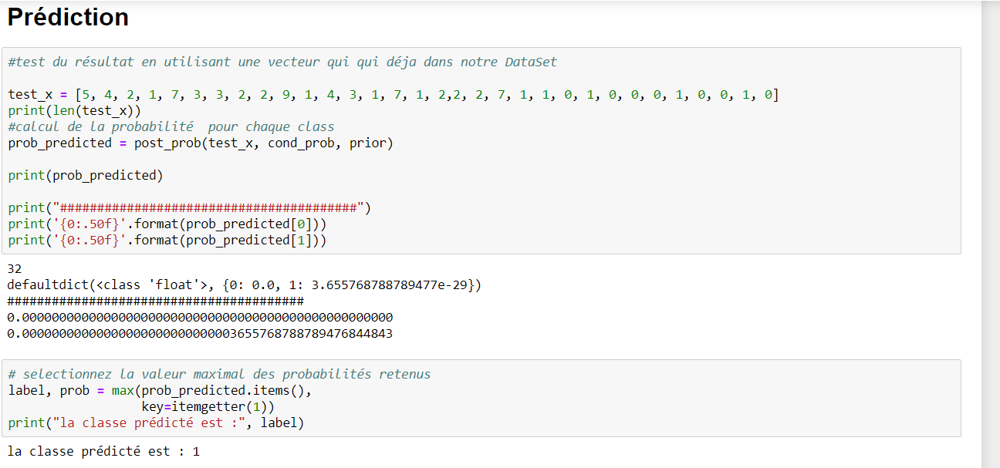 Prédiction
#test du résultat en utilisant une vecteur qui qui déja dans notre DataSet
test_x = [5, 4, 2, 1, 7, 3, 3, 2, 2, 9, 1, 4, 3, 1, 7, 1, 2,2, 2, 7, 1, 1, 0, 1, 0, 0, 0, 1, 0, 0, 1, 0]
print(len(test_x))
#calcul de la probabilité  pour chaque class
prob_predicted = post_prob(test_x, cond_prob, prior)
print(prob_predicted)
print("########################################")
print('{0:.50f}'.format(prob_predicted[0]))
print('{0:.50f}'.format(prob_predicted[1]))
32
defaultdict(<class 'float'>, {0: 0.0, 1: 3.655768788789477e-29})
########################################
0.00000000000000000000000000000000000000000000000000
0.00000000000000000000000000003655768788789476844843
# selectionnez la valeur maximal des probabilités retenus
label, prob = max(prob_predicted.items(),
key=itemgetter(1))
print("la classe prédicté est :", label)
la classe prédicté est : 1